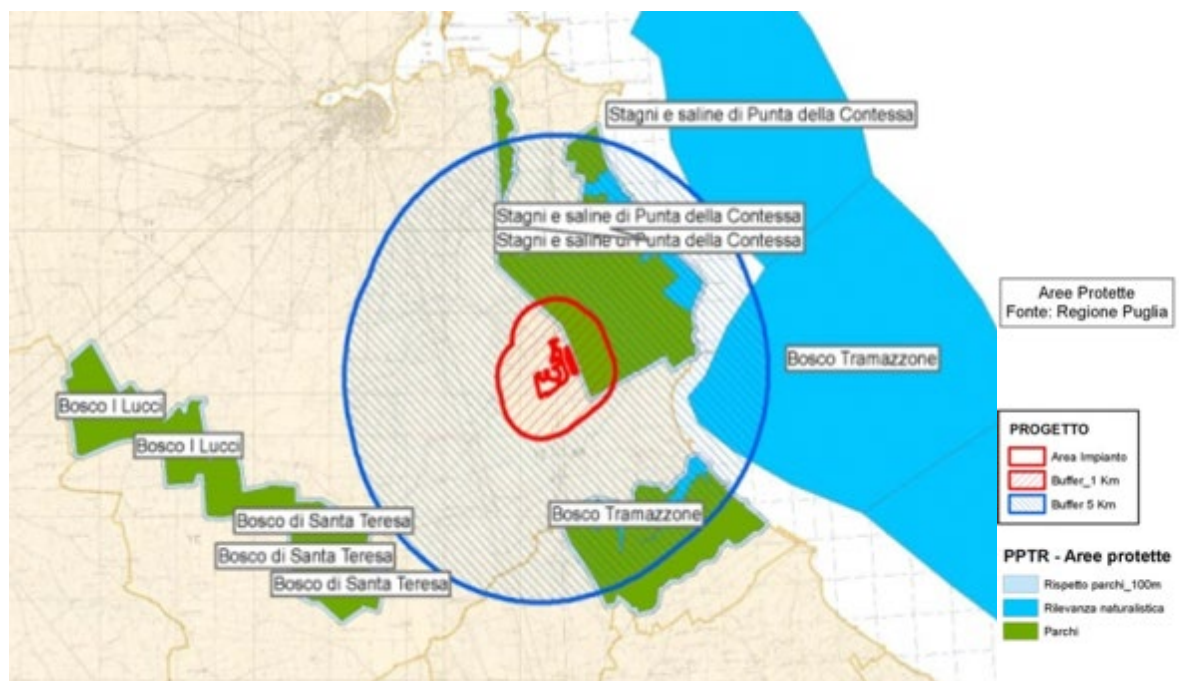 Stagni e saline di Punta della Contessa
Stagni e saline di Punta della Contessa
Stagni e saline di Punta della Contessa
Bosco Tramazzone
Bosco I Lucci
Bosco I Lucci
Bosco Tramazzone
Bosco di Santa Teresa
Bosco di Santa Teresa
Bosco di Santa Teresa
Aree Protette
Fonte: Regione Puglia
PROGETTO
Area Impianto
Buffer_1 Km
Buffer 5 Km
PPTR - Aree protette
Rispetto parchi_100m
Rilevanza naturalistica
Parchi